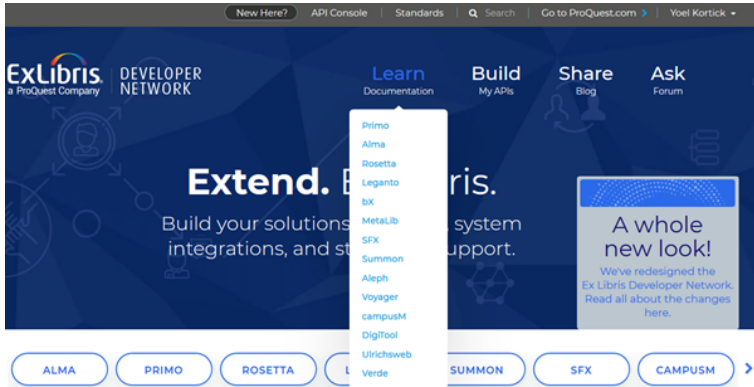 New Here?
API Console
Standards
Search
Go to ProQuest.com
Yoel Kortick
ExLibris
a ProQuest Company
DEVELOPER
NETWORK
Learn
Documentation
Build
My APIs
Share
Blog
Ask
Forum
Primo
Alma
Rosetta
Leganto
bX
MetaLib
SFX
Summon
Aleph
Voyager
campusM
DigiTool
Ulrichsweb
Verde
Extend. E ris.
Build your solutions system
integrations, and st upport.
A whole
new look!
We've redesigned the
Ex Libris Developer Network.
Read all about the changes
here.
ALMA
PRIMO
ROSETTA
L
SUMMON
SFX
CAMPUSM